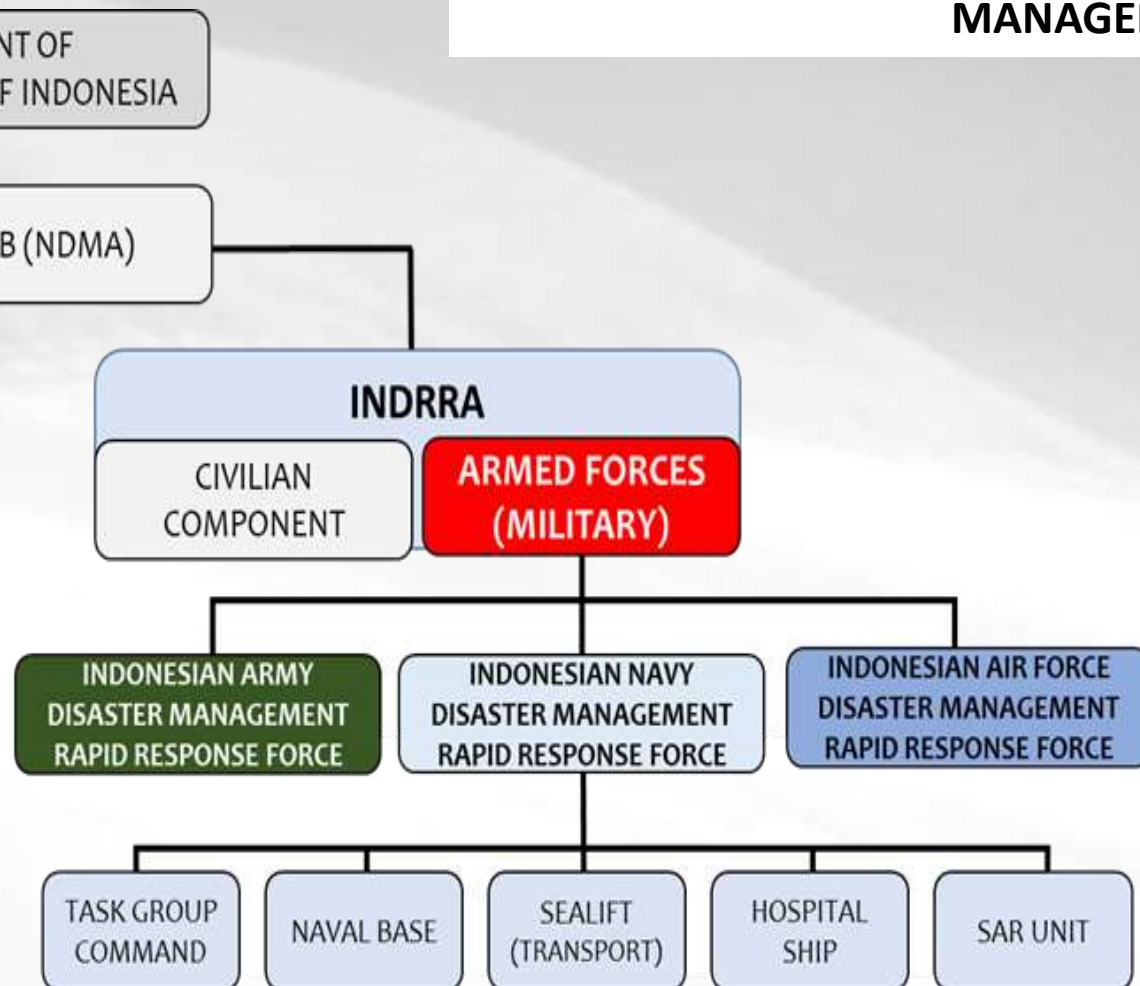 MANAGEM
NT OF
F INDONESIA
B (NDMA)
INDRRA
CIVILIAN
COMPONENT
ARMED FORCES
(MILITARY)
INDONESIAN ARMY
DISASTER MANAGEMENT
RAPID RESPONSE FORCE
INDONESIAN NAVY
DISASTER MANAGEMENT
RAPID RESPONSE FORCE
INDONESIAN AIR FORCE
DISASTER MANAGEMENT
RAPID RESPONSE FORCE
TASK GROUP
COMMAND
NAVAL BASE
SEALIFT
(TRANSPORT)
HOSPITAL
SHIP
SAR UNIT